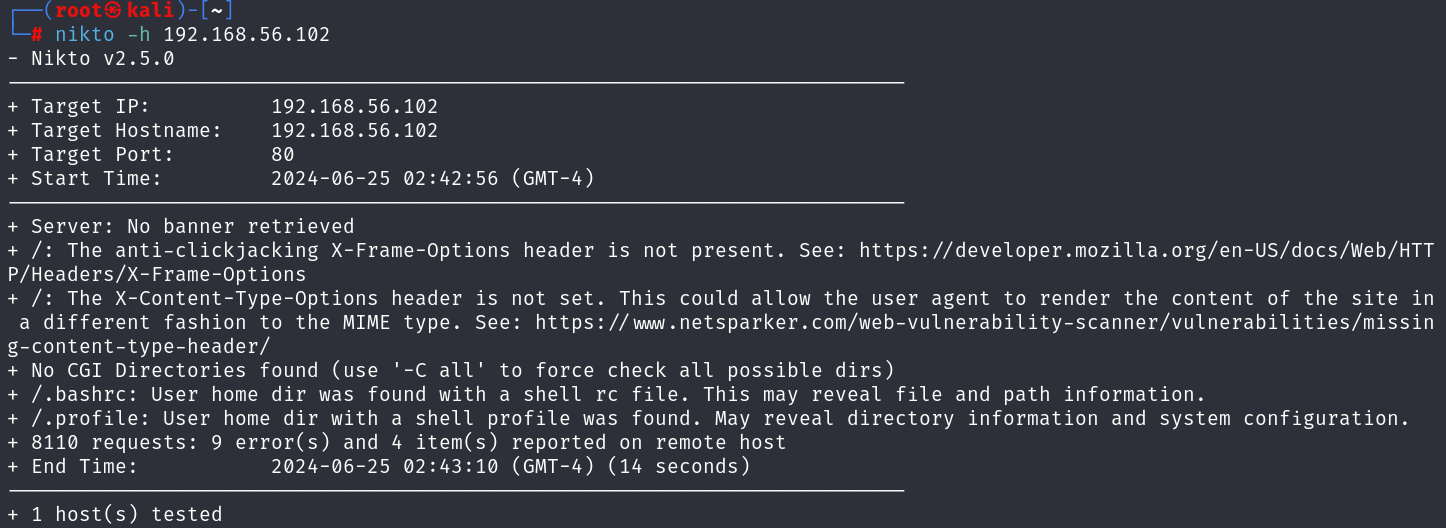 ┌──(root㉿kali)-[~]
└─# nikto -h 192.168.56.102
- Nikto v2.5.0
---------------------------------------------------------------------------
+ Target IP:          192.168.56.102
+ Target Hostname:    192.168.56.102
+ Target Port:        80
+ Start Time:         2024-06-25 02:42:56 (GMT-4)
---------------------------------------------------------------------------
+ Server: No banner retrieved
+ /: The anti-clickjacking X-Frame-Options header is not present. See: https://developer.mozilla.org/en-US/docs/Web/HTT
P/Headers/X-Frame-Options
+ /: The X-Content-Type-Options header is not set. This could allow the user agent to render the content of the site in
 a different fashion to the MIME type. See: https://www.netsparker.com/web-vulnerability-scanner/vulnerabilities/missin
g-content-type-header/
+ No CGI Directories found (use '-C all' to force check all possible dirs)
+ /.bashrc: User home dir was found with a shell rc file. This may reveal file and path information.
+ /.profile: User home dir with a shell profile was found. May reveal directory information and system configuration.
+ 8110 requests: 9 error(s) and 4 item(s) reported on remote host
+ End Time:           2024-06-25 02:43:10 (GMT-4) (14 seconds)
---------------------------------------------------------------------------
+ 1 host(s) tested